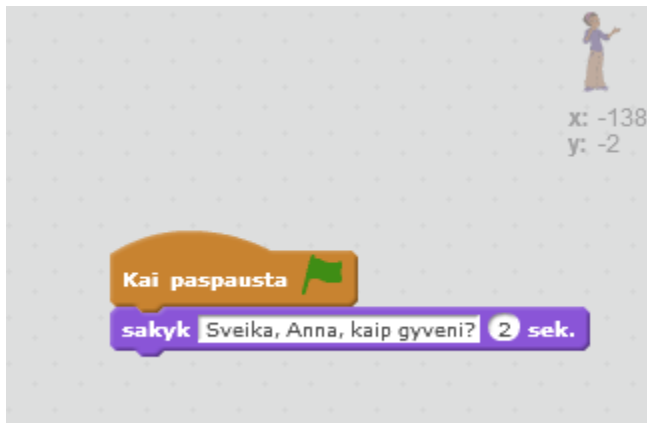 x: -138
y: -2
Kai paspausta
sakyk Sveika, Anna, kaip gyveni? 2 sek.